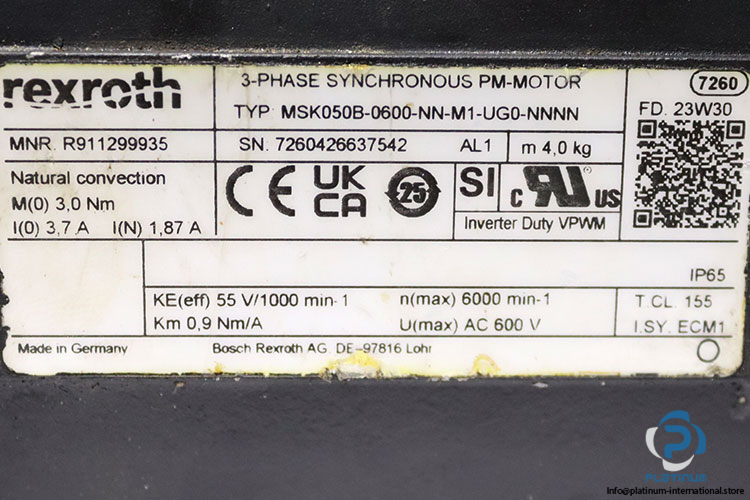 rexroth
3-PHASE SYNCHRONOUS PM-MOTOR
7260
TYP MSK050B-0600-NN-M1-UG0-NNNN
FD. 23W30
MNR. R911299935
SN: 7260426637542
AL1
m 4,0 kg
Natural convection
M(0) 3,0 Nm
I(0) 3,7 A I(N) 1,87 A
CE
UK
CA
25
SI
c RU US
Inverter Duty VPWM
IP65
KE(eff) 55 V/1000 min-1
n(max) 6000 min-1
T.CL. 155
Km 0,9 Nm/A
U(max) AC 600 V
I.SY. ECM1
Made in Germany
Bosch Rexroth AG. DE-97816 Lohr
PLATINUM
Info@platinum-international.store